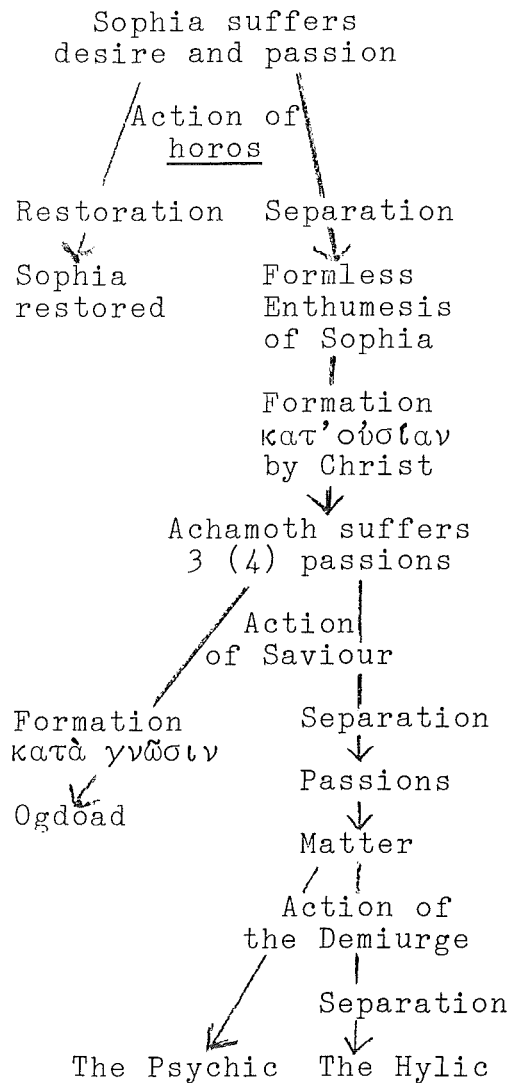 Sophia suffers
desire and passion
Action of
horos
Restoration Separation
Sophia Formless
restored Enthumesis
of Sophia
Formation
κατ’ οὐσίαν
by Christ
Achamoth suffers
3 (4) passions
Action
of Saviour
Formation Separation
κατὰ γνῶσιν
Passions
Ogdoad
Matter
Action of
the Demiurge
Separation
The Psychic The Hylic